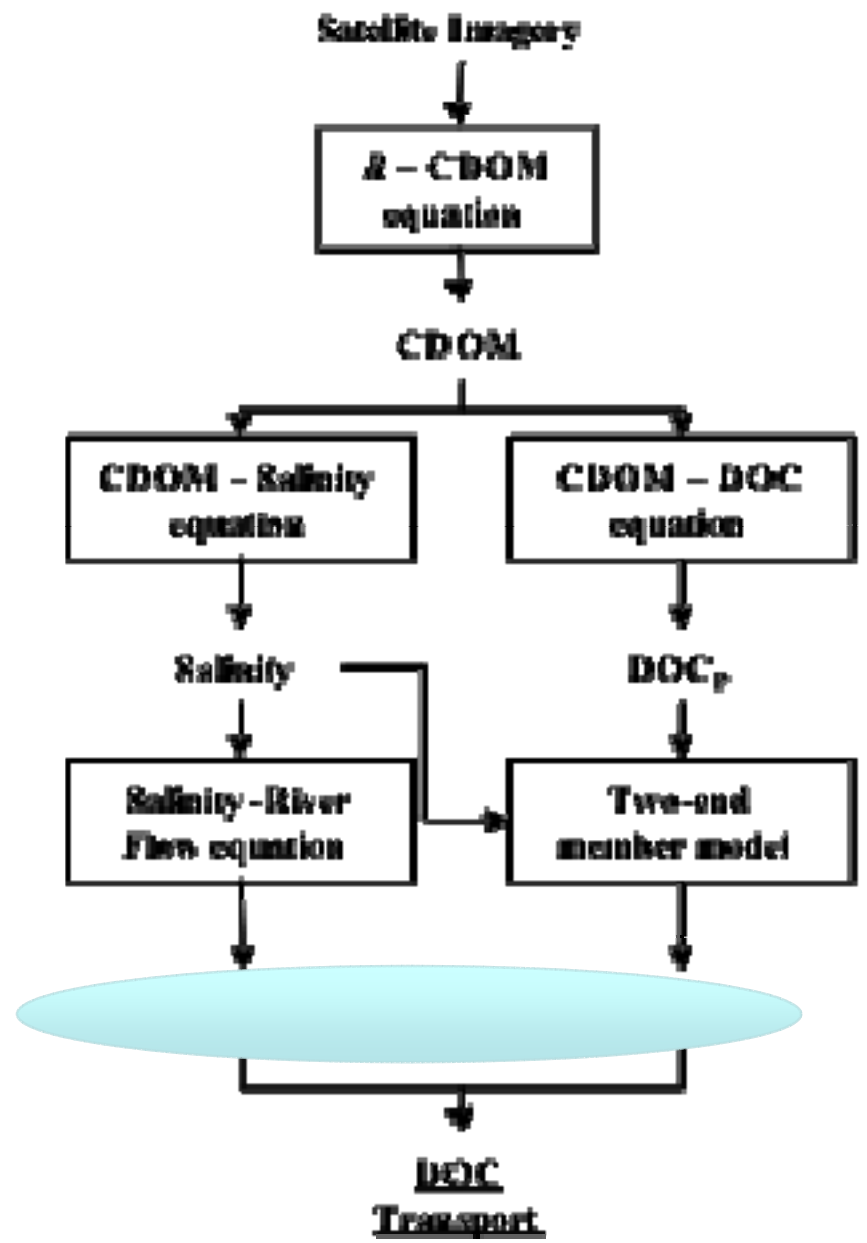 Satellite Imagery
R – CDOM
equation
CDOM
CDOM – Salinity
equation
CDOM – DOC
equation
Salinity
DOCP
Salinity -River
Flow equation
Two-end
member model
DOC
Transport